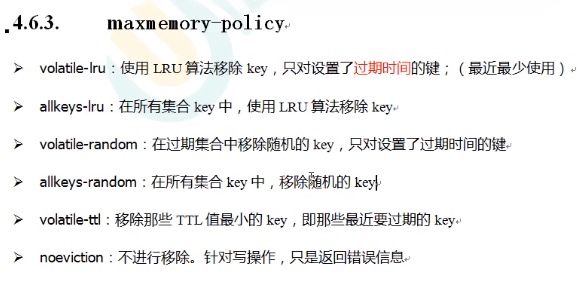 4.6.3. maxmemory-policy
volatile-lru：使用 LRU 算法移除 key，只对设置了过期时间的键；（最近最少使用）
allkeys-lru：在所有集合 key 中，使用 LRU 算法移除 key
volatile-random：在过期集合中移除随机的 key，只对设置了过期时间的键
allkeys-random：在所有集合 key 中，移除随机的 key
volatile-ttl：移除那些 TTL 值最小的 key，即那些最近要过期的 key
noeviction：不进行移除。针对写操作，只是返回错误信息